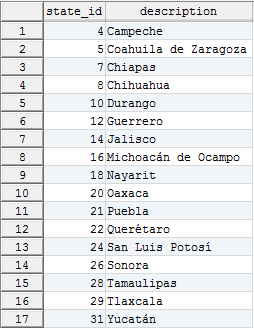 state_id description
1 4 Campeche
2 5 Coahuila de Zaragoza
3 7 Chiapas
4 8 Chihuahua
5 10 Durango
6 12 Guerrero
7 14 Jalisco
8 16 Michoacán de Ocampo
9 18 Nayarit
10 20 Oaxaca
11 21 Puebla
12 22 Querétaro
13 24 San Luis Potosí
14 26 Sonora
15 28 Tamaulipas
16 29 Tlaxcala
17 31 Yucatán